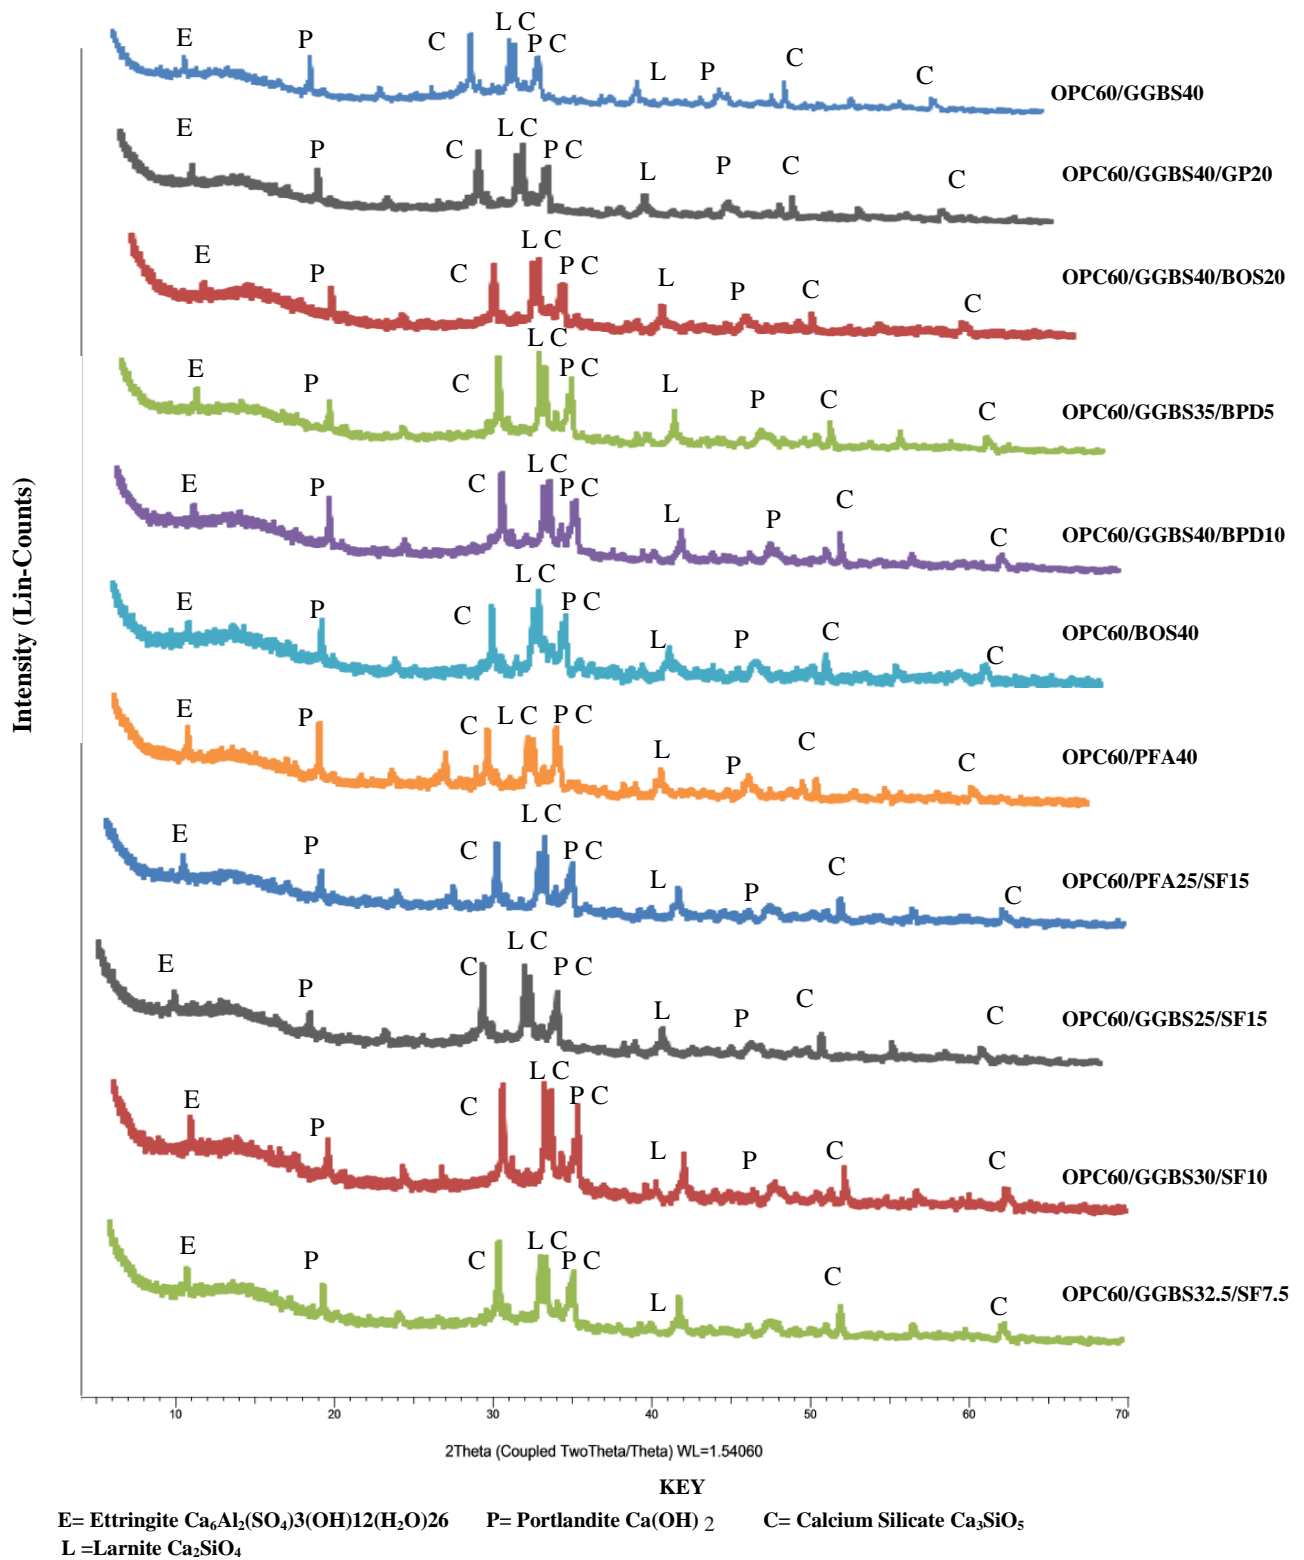 E P C L C P C L P C C OPC60/GGBS40
E P C L C P C L P C C OPC60/GGBS40/GP20
E P C L C P C L P C C OPC60/GGBS40/BOS20
E P C L C P C L P C C OPC60/GGBS35/BPD5
E P C L C P C L P C C OPC60/GGBS40/BPD10
E P C L C P C L P C C OPC60/BOS40
E P C L C P C L P C C OPC60/PFA40
E P C L C P C L P C C OPC60/PFA25/SF15
E P C L C P C L P C C OPC60/GGBS25/SF15
E P C L C P C L P C C OPC60/GGBS30/SF10
E P C L C P C L C C OPC60/GGBS32.5/SF7.5
Intensity (Lin-Counts)
10 20 30 40 50 60 70
2Theta (Coupled TwoTheta/Theta) WL=1.54060
KEY
E= Ettringite Ca₆Al₂(SO₄)3(OH)12(H₂O)26 P= Portlandite Ca(OH) ₂ C= Calcium Silicate Ca₃SiO₅
L =Larnite Ca₂SiO₄